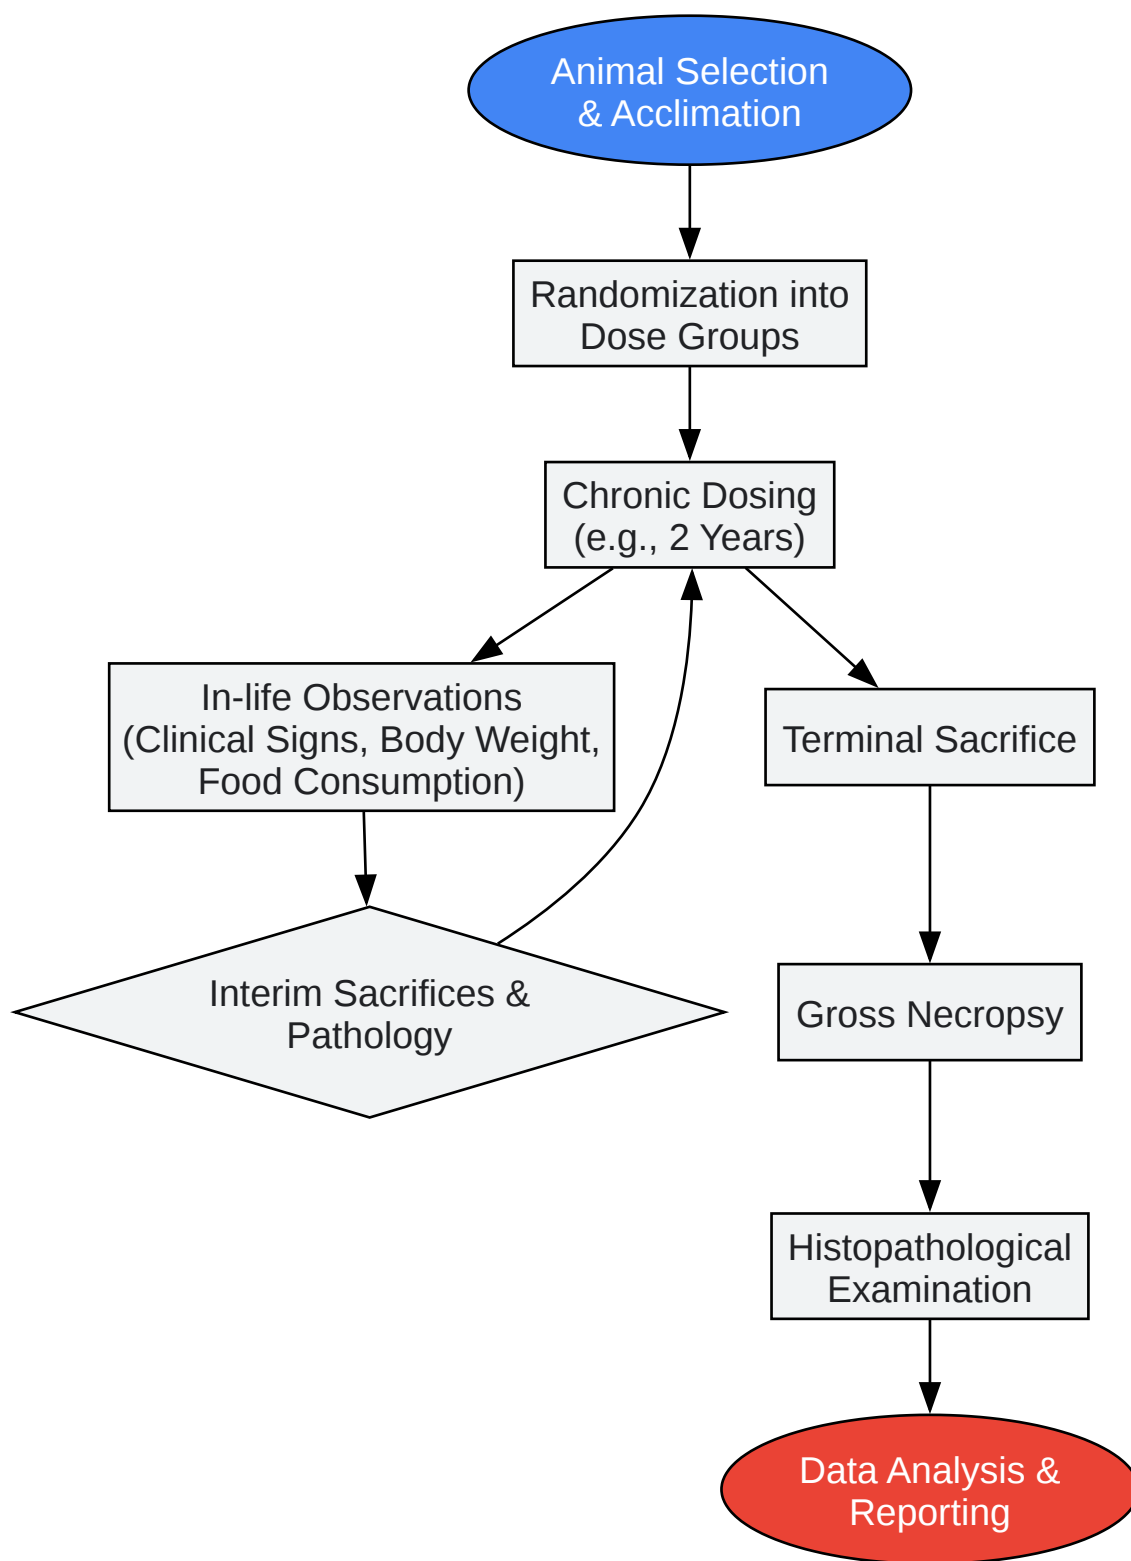 Animal Selection
& Acclimation
Randomization into
Dose Groups
Chronic Dosing
(e.g., 2 Years)
In-life Observations
(Clinical Signs, Body Weight,
Food Consumption)
Terminal Sacrifice
Interim Sacrifices &
Pathology
Gross Necropsy
Histopathological
Examination
Data Analysis &
Reporting